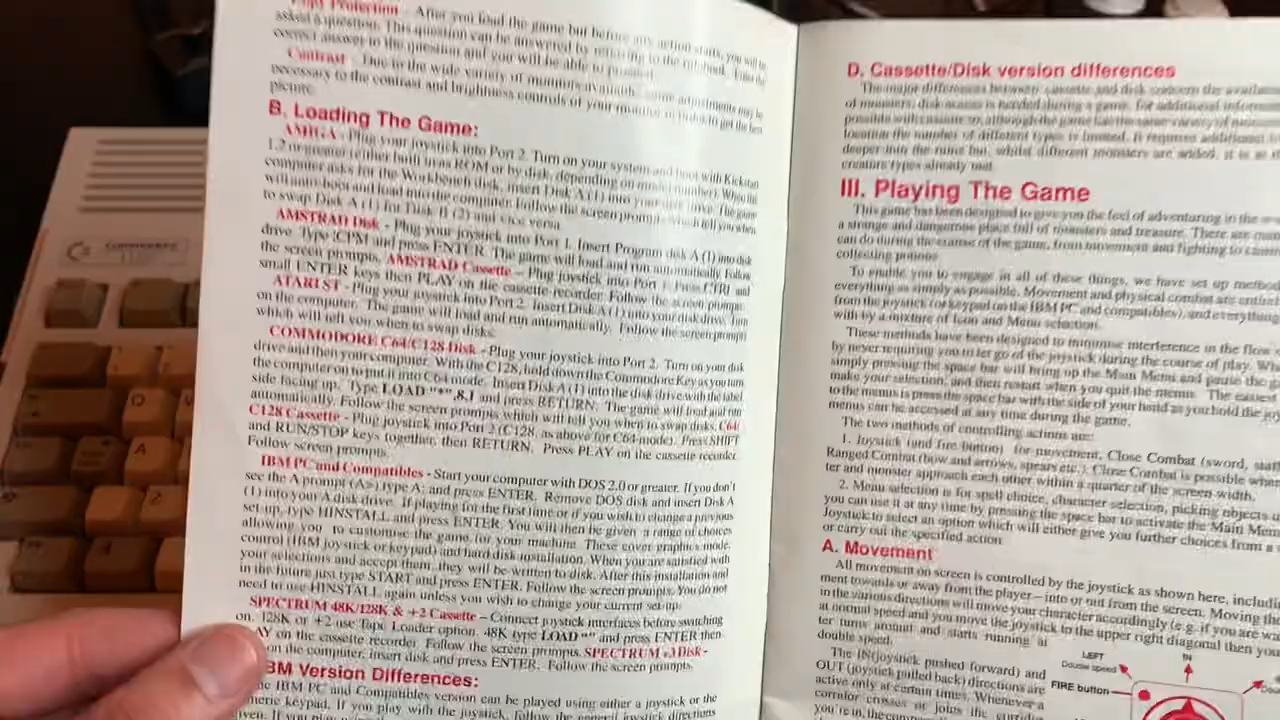 Copy Protection - After you load the game but before any action starts, you will be
asked a question. This question can be answered by referring to the rulebook. Enter the
correct answer to the question and you will be able to proceed.
Contrast - Due to the wide variety of monitors available, some adjustments may be
necessary to the contrast and brightness controls of your monitor in order to get the best
picture.
B. Loading The Game:
AMIGA - Plug your joystick into Port 2. Turn on your system and boot with Kickstart
1.2 or greater (either built in as ROM or by disk, depending on model number). When the
computer asks for the Workbench disk, insert Disk A (1) into your drive. The game
will auto-boot and load into the computer. Follow the screen prompts which tell you when
to swap Disk A (1) for Disk B (2) and vice versa.
AMSTRAD Disk - Plug your joystick into Port 1. Insert Program disk A (1) into disk
drive. Type |CPM and press ENTER. The game will load and run automatically. Follow
the screen prompts. AMSTRAD Cassette - Plug joystick into Port 1. Press CTRL and
small ENTER keys then PLAY on the cassette recorder. Follow the screen prompts.
ATARI ST - Plug your joystick into Port 2. Insert Disk A (1) into your disk drive. Turn
on the computer. The game will load and run automatically. Follow the screen prompts
which will tell you when to swap disks.
COMMODORE C64/C128 Disk - Plug your joystick into Port 2. Turn on your disk
drive and then your computer. With the C128, hold down the Commodore Key as you turn
the computer on to put it into C64 mode. Insert Disk A (1) into the disk drive with the label
side facing up. Type LOAD "*",8,1 and press RETURN. The game will load and run
automatically. Follow the screen prompts which will tell you when to swap disks. C64/
C128 Cassette - Plug joystick into Port 2 (C128, as above for C64 mode). Press SHIFT
and RUN/STOP keys together, then RETURN. Press PLAY on the cassette recorder.
Follow screen prompts.
IBM PC and Compatibles - Start your computer with DOS 2.0 or greater. If you don't
see the A prompt (A>) type A: and press ENTER. Remove DOS disk and insert Disk A
(1) into your A disk drive. If playing for the first time or if you wish to change a previous
set-up, type HINSTALL and press ENTER. You will then be given a range of choices
allowing you to customise the game for your machine. These cover graphics mode,
control (IBM joystick or keypad) and hard disk installation. When you are satisfied with
your selections and accept them, they will be written to disk. After this installation and
in the future just type START and press ENTER. Follow the screen prompts. You do not
need to use HINSTALL again unless you wish to change your current set-up.
SPECTRUM 48K/128K & +2 Cassette - Connect joystick interfaces before switching
on. 128K or +2 use Tape Loader option. 48K type LOAD "" and press ENTER then
AY on the cassette recorder. Follow the screen prompts. SPECTRUM +3 Disk -
on the computer, insert disk and press ENTER. Follow the screen prompts.
BM Version Differences:
IBM PC and Compatibles version can be played using either a joystick or the
meric keypad. If you play with the joystick, follow the general joystick directions
D. Cassette/Disk version differences
The major differences between cassette and disk concern the
of monsters, disk access is needed during a game, for additional
possible with cassette so, although the game has the same variety of
location the number of different types is limited. It requires additional
deeper into the ruins but, whilst different monsters are added, it is
creature types already met.
III. Playing The Game
This game has been designed to give you the feel of adventuring in the
a strange and dangerous place full of monsters and treasure. There are
can do during the course of the game, from movement and fighting to
collecting potions.
To enable you to engage in all of these things, we have set up
everything as simply as possible. Movement and physical combat are
from the joystick (or keypad on the IBM PC and compatibles), and
with by a mixture of Icon and Menu selection.
These methods have been designed to minimise interference in the flow
by never requiring you to let go of the joystick during the course of play.
simply pressing the space bar will bring up the Main Menu and pause the
make your selection, and then restart when you quit the menus. The easiest
to the menus is press the space bar with the side of your hand as you hold the
menus can be accessed at any time during the game.
The two methods of controlling action are:
1. Joystick (and fire button) for movement, Close Combat (sword,
Ranged Combat (bow and arrows, spears etc.). Close Combat is possible
ter and monster approach each other within a quarter of the screen width.
2. Menu selection is for spell choice, character selection, picking objects
you can use it at any time by pressing the space bar to activate the Main
Joystick to select an option which will either give you further choices from a
or carry out the specified action.
A. Movement
All movement on screen is controlled by the joystick as shown here,
ment towards or away from the player - into or out from the screen. Moving
in the various directions will move your character accordingly (e.g. if you are
at normal speed and you move the joystick to the upper right diagonal then
ter turns around and starts running at
double speed.
The IN (joystick pushed forward) and
OUT (joystick pulled back) directions are
active only at certain times. Whenever a
corridor crosses or joins the corridor
you're in, the
LEFT
Double speed
IN
FIRE button
Q
A